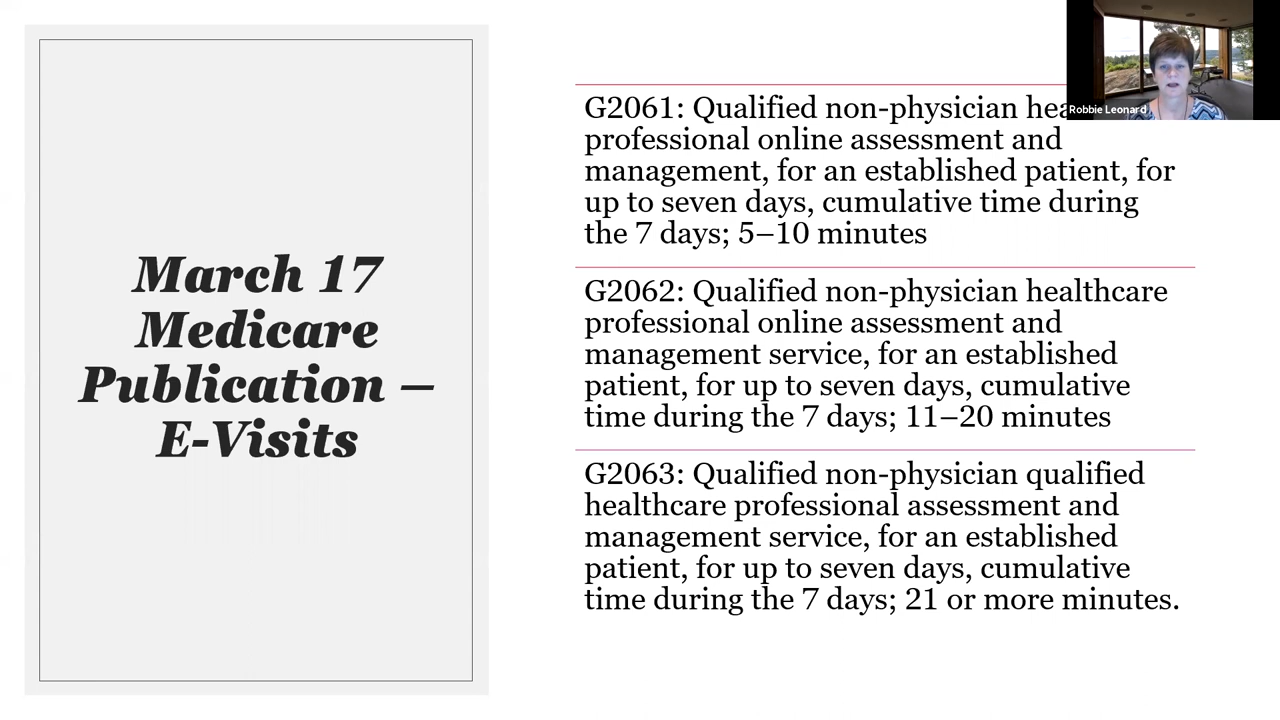 March 17
Medicare
Publication –
E-Visits
G2061: Qualified non-physician
professional online assessment and
management, for an established patient, for
up to seven days, cumulative time during
the 7 days; 5–10 minutes
G2062: Qualified non-physician healthcare
professional online assessment and
management service, for an established
patient, for up to seven days, cumulative
time during the 7 days; 11–20 minutes
G2063: Qualified non-physician qualified
healthcare professional assessment and
management service, for an established
patient, for up to seven days, cumulative
time during the 7 days; 21 or more minutes.
Robbie Leonard